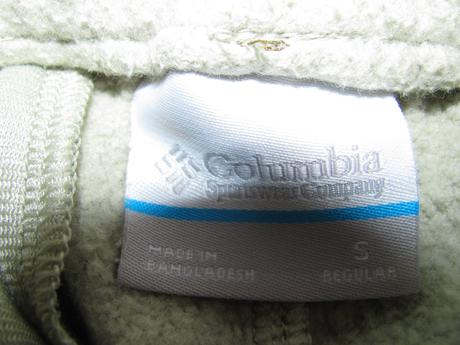 Columbia
Sportswear Company
MADE IN
BANGLADESH
S
REGULAR